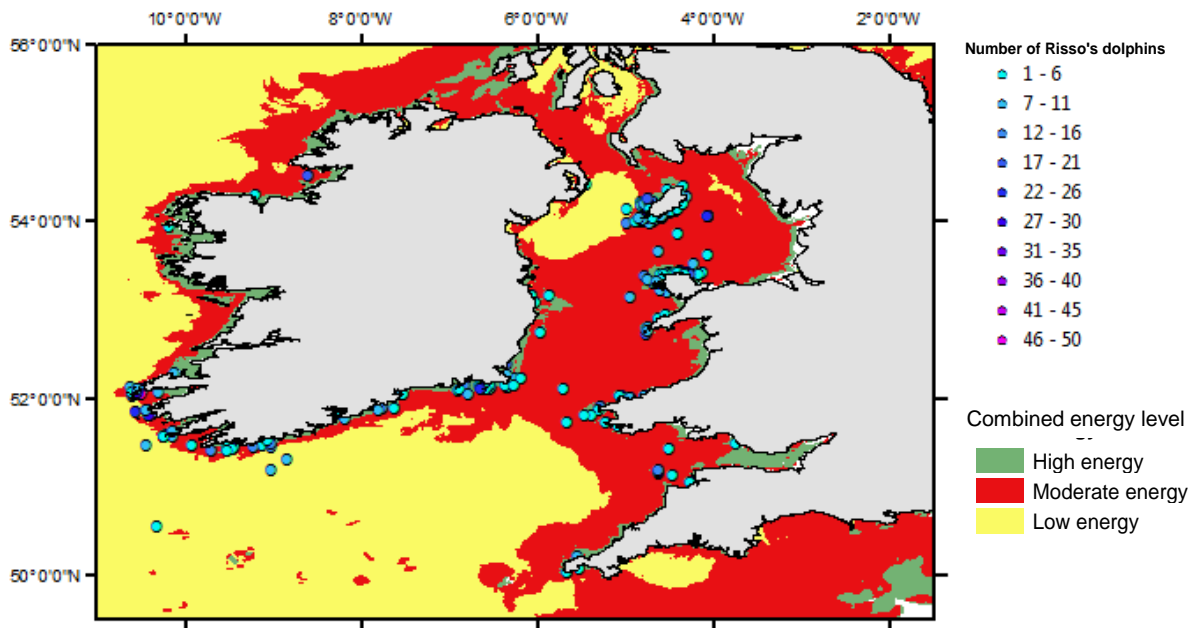 10°0'0"W 8°0'0"W 6°0'0"W 4°0'0"W 2°0'0"W
56°0'0"N
54°0'0"N
52°0'0"N
50°0'0"N
Number of Risso's dolphins
1 - 6
7 - 11
12 - 16
17 - 21
22 - 26
27 - 30
31 - 35
36 - 40
41 - 45
46 - 50
Combined energy level
High energy
Moderate energy
Low energy